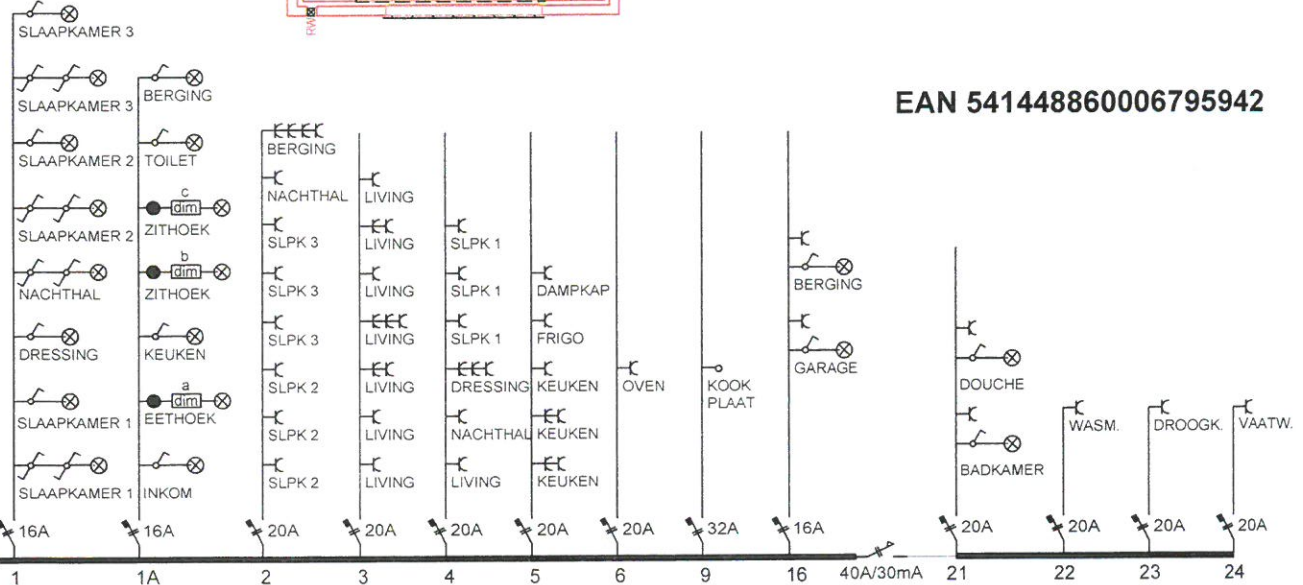 RW
EAN 541448860006795942
SLAAPKAMER 3
SLAAPKAMER 3
SLAAPKAMER 2
SLAAPKAMER 2
NACHTHAL
DRESSING
SLAAPKAMER 1
SLAAPKAMER 1
16A
1
BERGING
TOILET
c
dim
ZITHOEK
b
dim
ZITHOEK
KEUKEN
a
dim
EETHOEK
INKOM
16A
1A
BERGING
NACHTHAL
SLPK 3
SLPK 3
SLPK 3
SLPK 2
SLPK 2
SLPK 2
20A
2
LIVING
LIVING
LIVING
LIVING
LIVING
LIVING
LIVING
20A
3
SLPK 1
SLPK 1
SLPK 1
DRESSING
NACHTHAL
LIVING
20A
4
DAMPKAP
FRIGO
KEUKEN
KEUKEN
KEUKEN
20A
5
OVEN
20A
6
KOOK
PLAAT
32A
9
BERGING
GARAGE
16A
16
40A/30mA
DOUCHE
BADKAMER
20A
21
WASM.
20A
22
DROOGK.
20A
23
VAATW.
20A
24